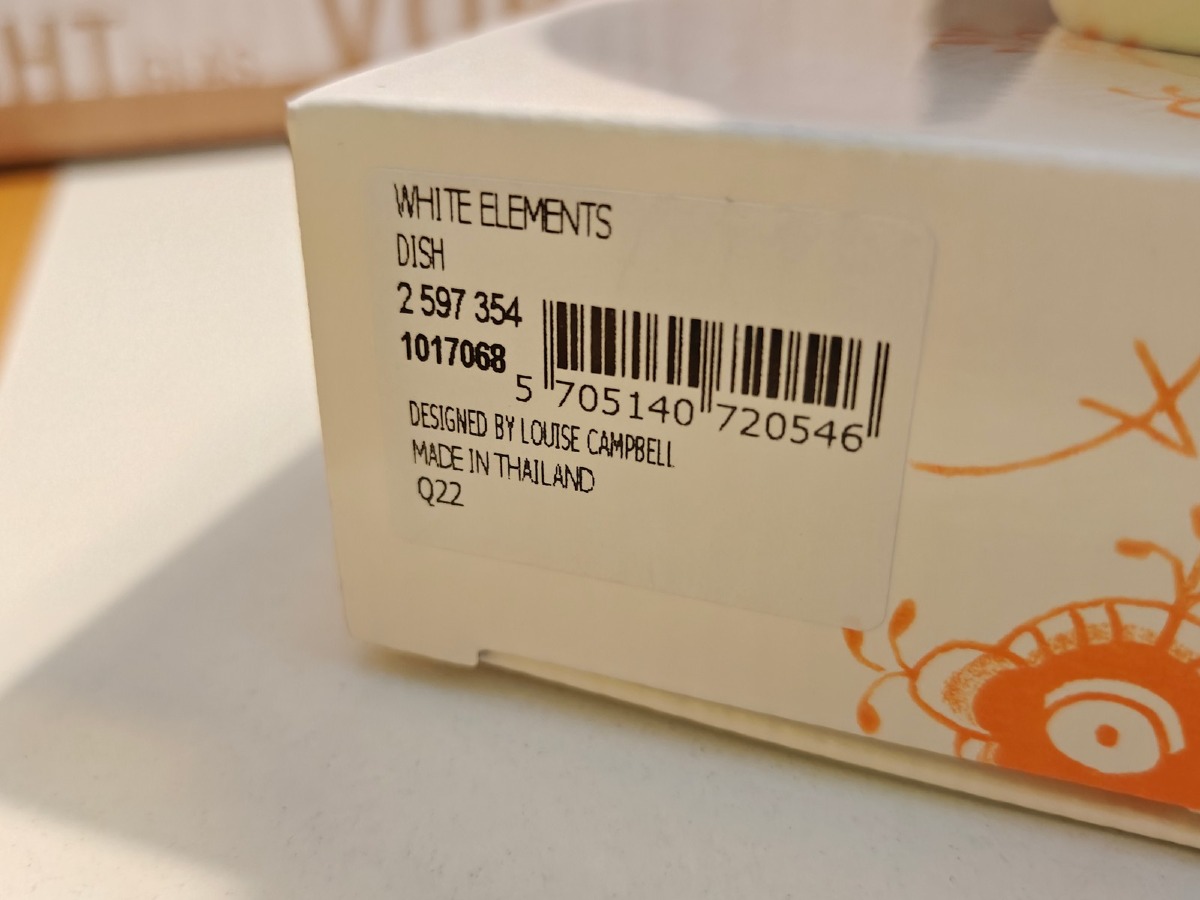 WHITE ELEMENTS
DISH
2 597 354
1017068
5 705140 720546
DESIGNED BY LOUISE CAMPBELL
MADE IN THAILAND
Q22